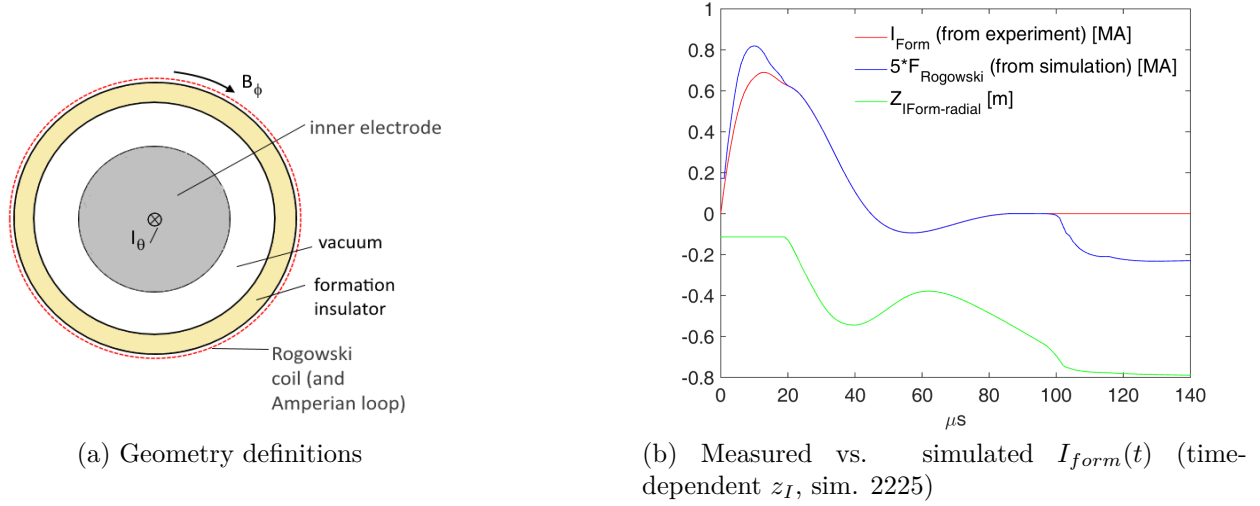 B_ϕ
inner electrode
I_θ
vacuum
formation
insulator
Rogowski
coil (and
Amperian loop)
(a) Geometry definitions
1
0.8
0.6
0.4
0.2
0
-0.2
-0.4
-0.6
-0.8
I_Form (from experiment) [MA]
5*F_Rogowski (from simulation) [MA]
Z_IForm-radial [m]
0 20 40 60 80 100 120 140
μs
(b) Measured vs. simulated I_form(t) (time-
dependent z_I, sim. 2225)